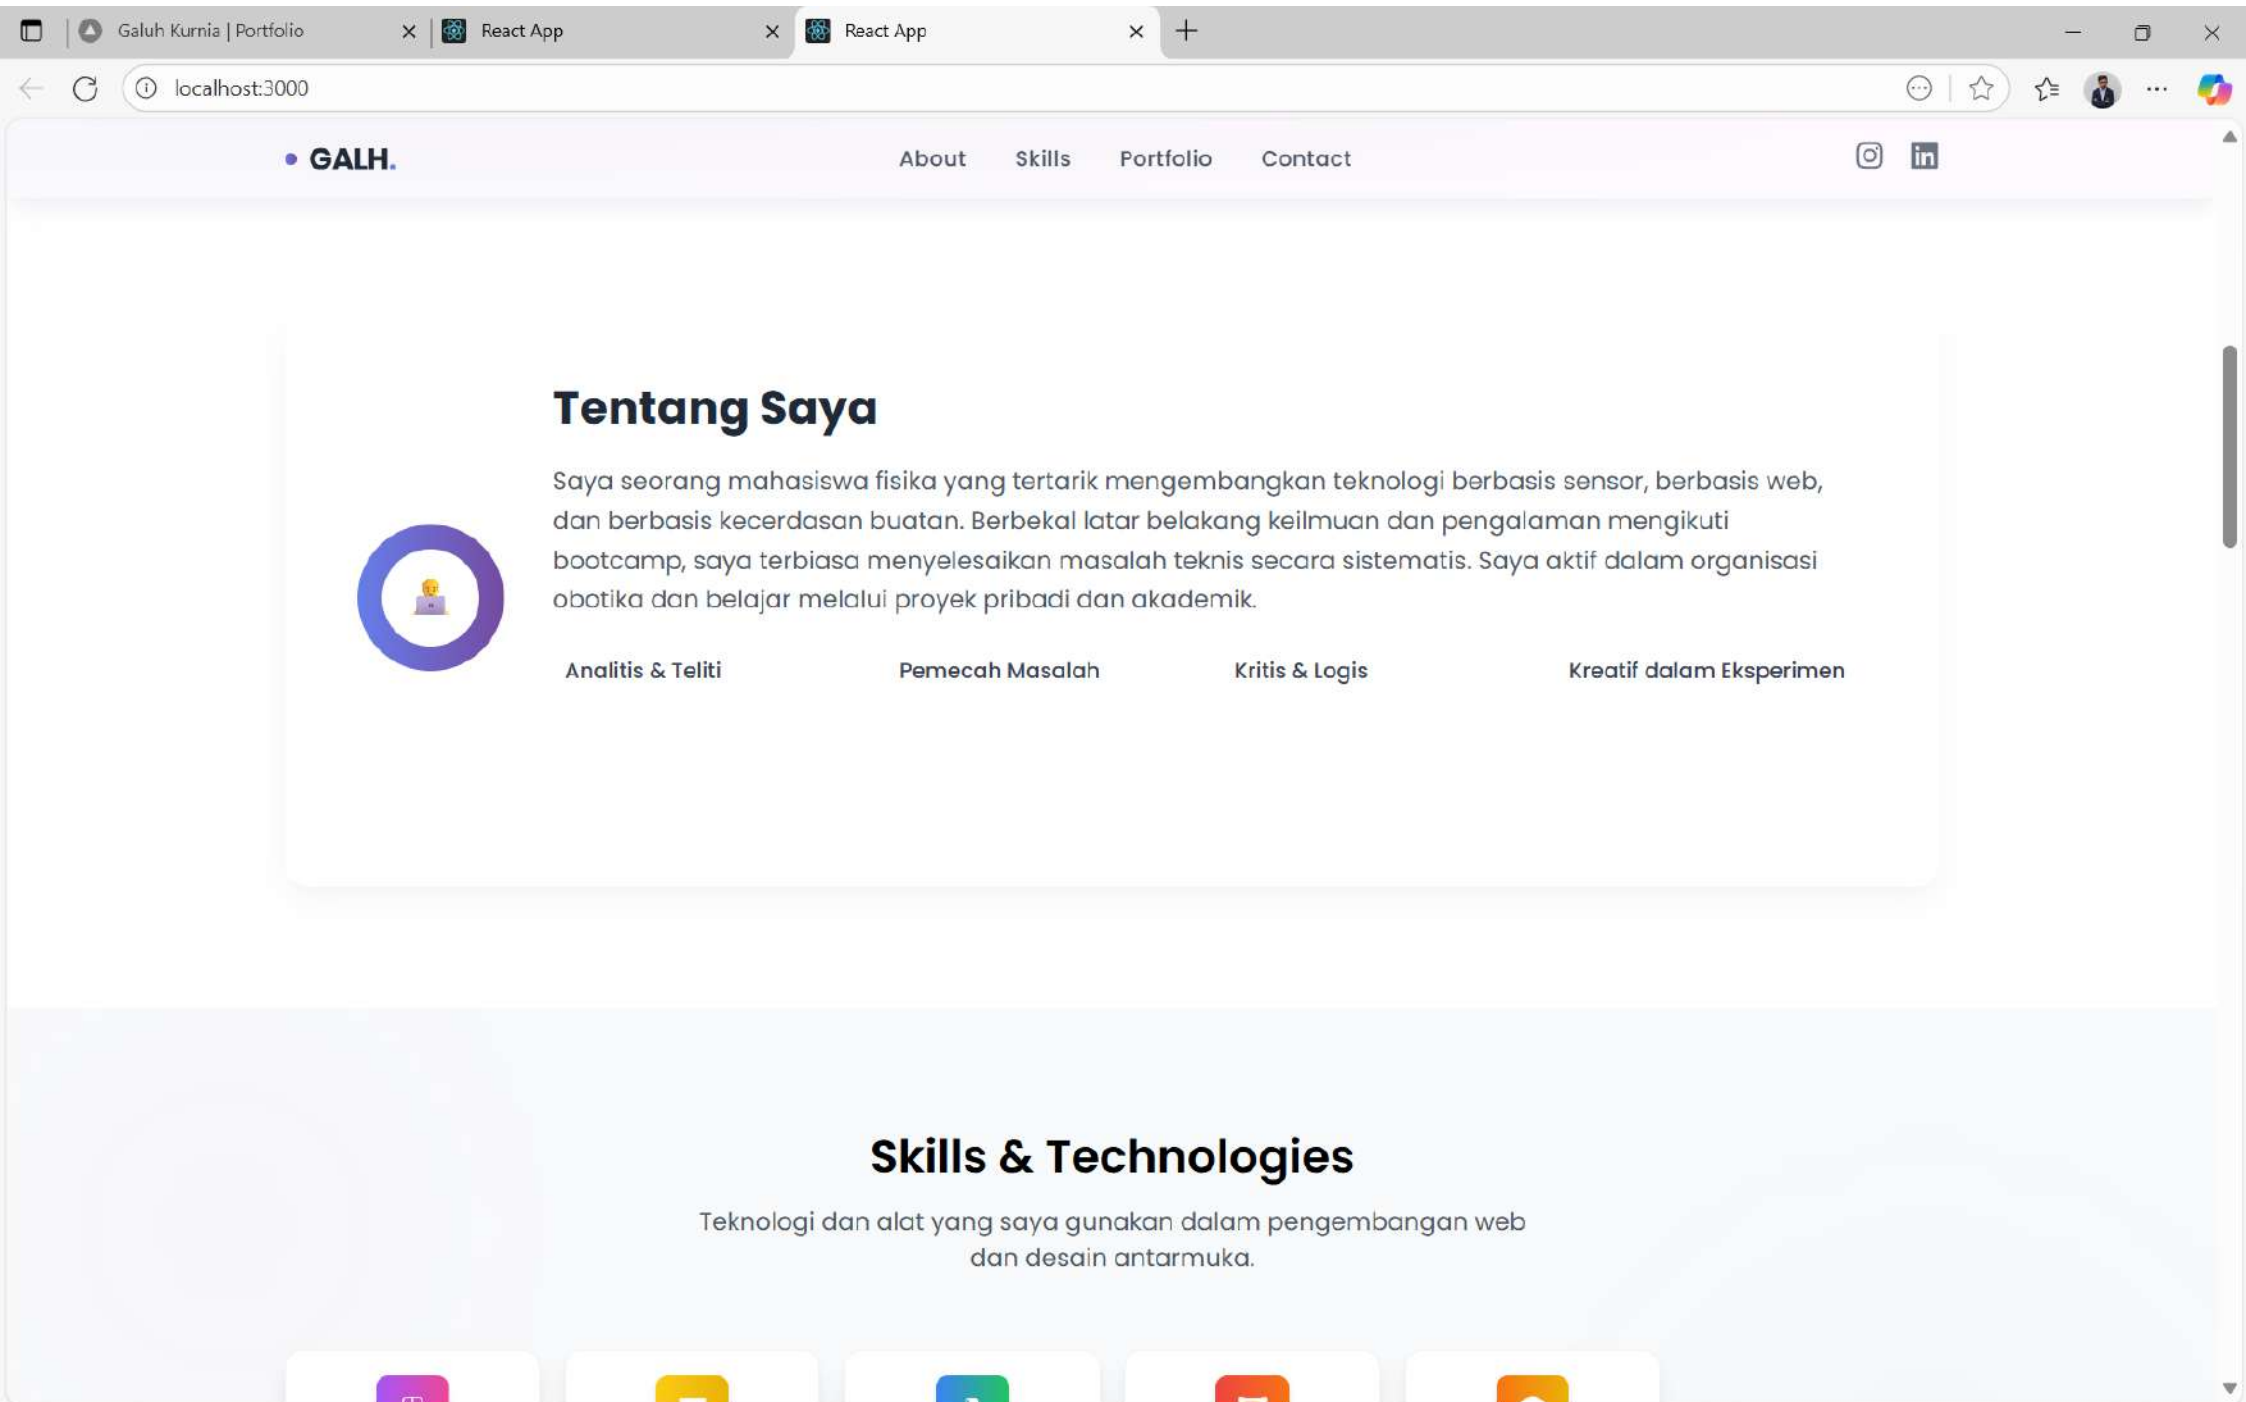 Galuh Kurnia | Portfolio
React App
React App
localhost:3000
GALH.
About
Skills
Portfolio
Contact
in
Tentang Saya
Saya seorang mahasiswa fisika yang tertarik mengembangkan teknologi berbasis sensor, berbasis web,
dan berbasis kecerdasan buatan. Berbekal latar belakang keilmuan dan pengalaman mengikuti
bootcamp, saya terbiasa menyelesaikan masalah teknis secara sistematis. Saya aktif dalam organisasi
obotika dan belajar melalui proyek pribadi dan akademik.
Analitis & Teliti
Pemecah Masalah
Kritis & Logis
Kreatif dalam Eksperimen
Skills & Technologies
Teknologi dan alat yang saya gunakan dalam pengembangan web
dan desain antarmuka.